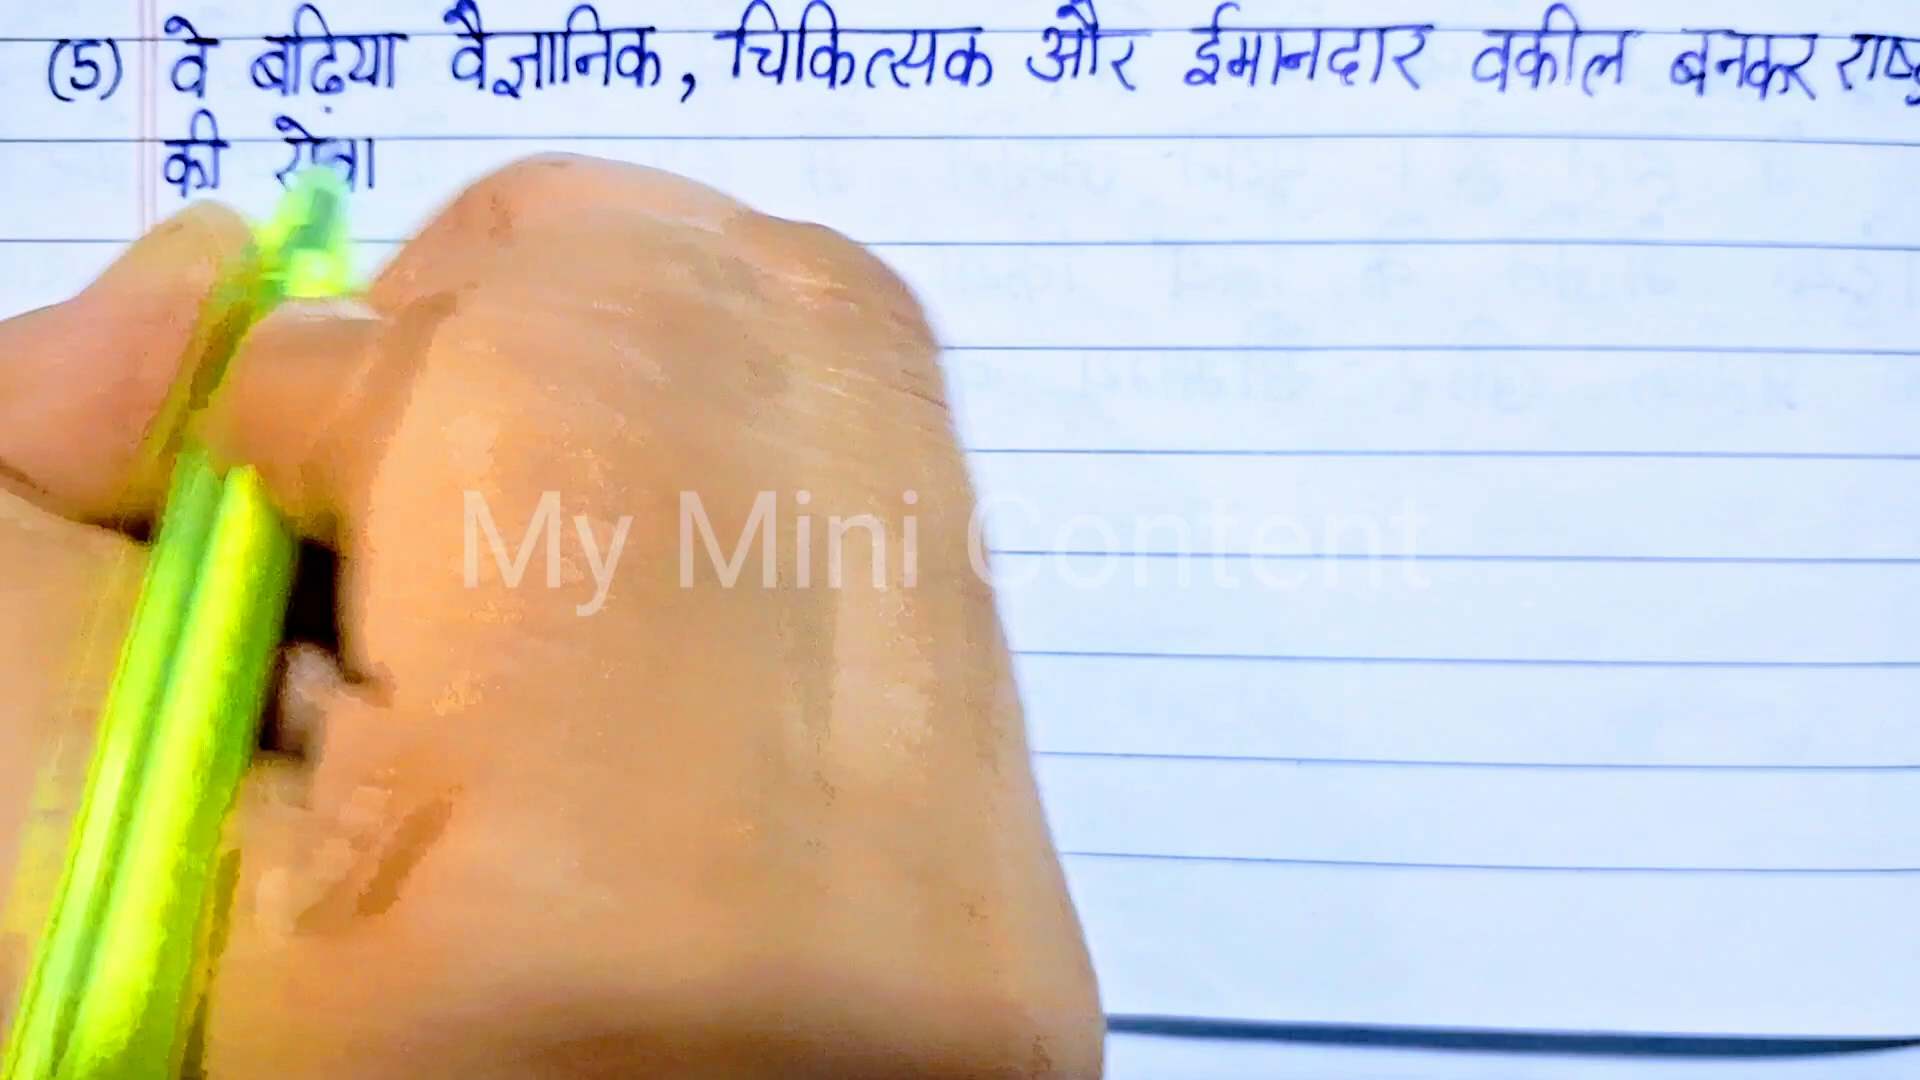 (5) वे बढ़िया वैज्ञानिक, चिकित्सक और ईमानदार वकील बनकर
की सेवा
My Mini Content